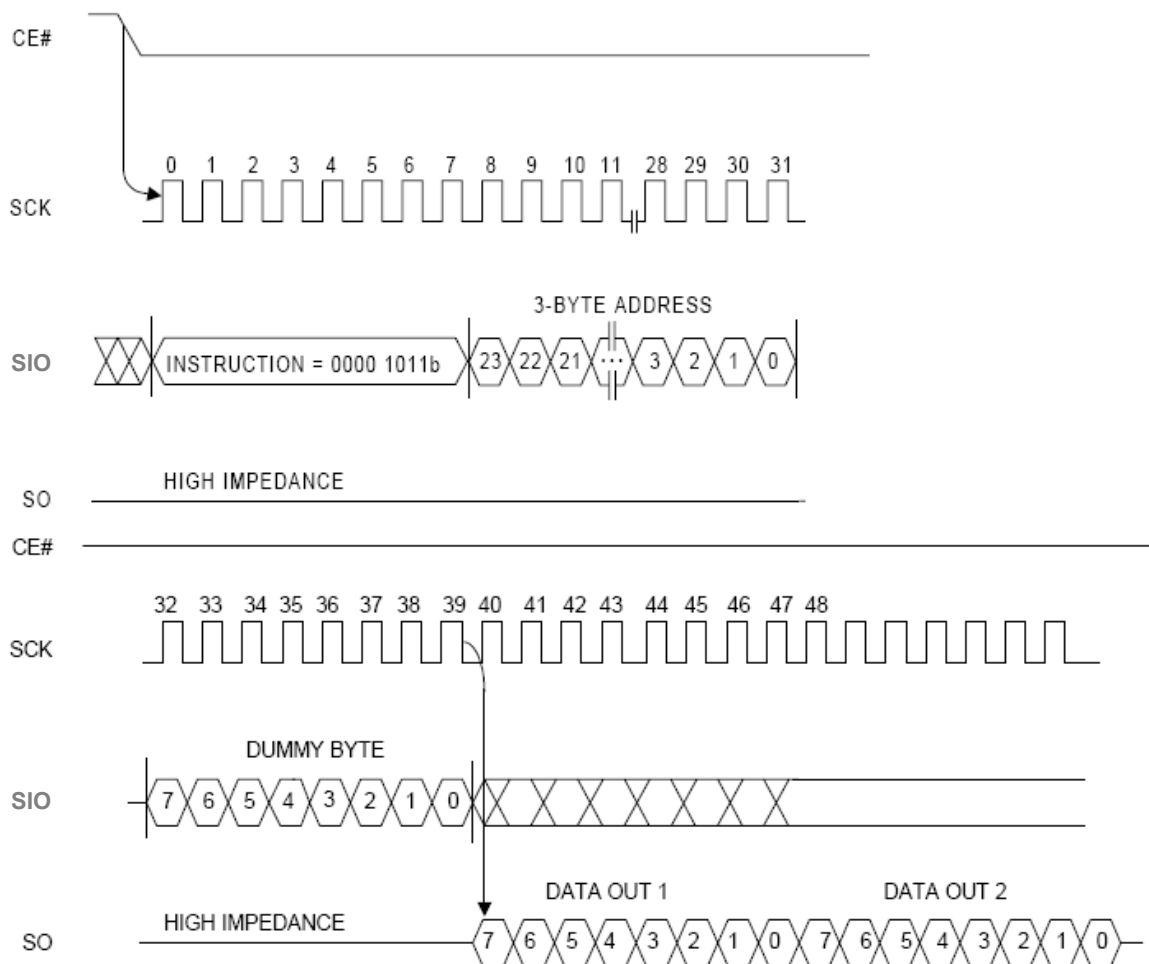 CE#
0 1 2 3 4 5 6 7 8 9 10 11 28 29 30 31
SCK
3-BYTE ADDRESS
SIO INSTRUCTION = 0000 1011b 23 22 21 ... 3 2 1 0
HIGH IMPEDANCE
SO
CE#
32 33 34 35 36 37 38 39 40 41 42 43 44 45 46 47 48
SCK
DUMMY BYTE
SIO 7 6 5 4 3 2 1 0
DATA OUT 1 DATA OUT 2
HIGH IMPEDANCE
SO 7 6 5 4 3 2 1 0 7 6 5 4 3 2 1 0